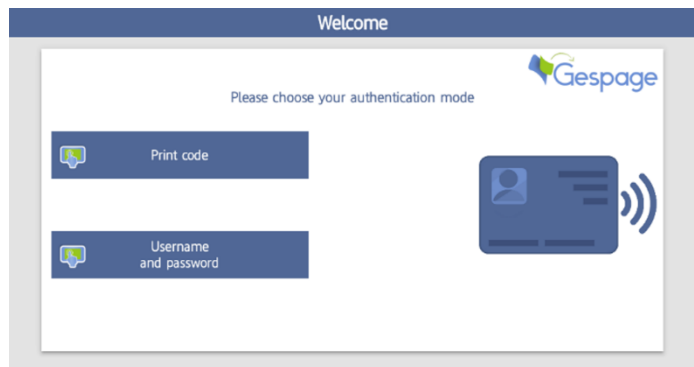 Welcome
Gespage
Please choose your authentication mode
Print code
Username
and password